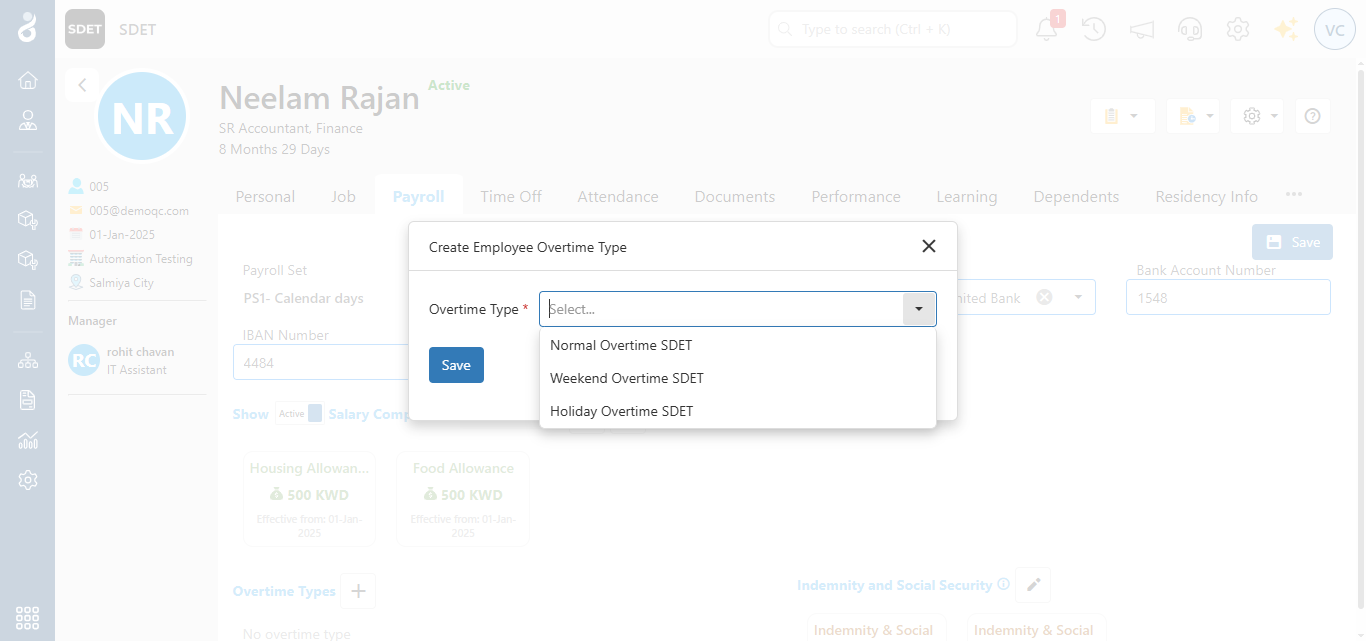 SDET
SDET
Type to search (Ctrl + K)
1
VC
NR
Neelam Rajan
Active
SR Accountant, Finance
8 Months 29 Days
005
005@demoqc.com
01-Jan-2025
Automation Testing
Salmiya City
Manager
RC
rohit chavan
IT Assistant
Personal
Job
Payroll
Time Off
Attendance
Documents
Performance
Learning
Dependents
Residency Info
Save
Payroll Set
PS1- Calendar days
IBAN Number
4484
United Bank
Bank Account Number
1548
Create Employee Overtime Type
Overtime Type *
Select...
Normal Overtime SDET
Weekend Overtime SDET
Holiday Overtime SDET
Save
Show
Active
Salary Comp
Housing Allowan...
500 KWD
Effective from: 01-Jan-
2025
Food Allowance
500 KWD
Effective from: 01-Jan-
2025
Overtime Types
No overtime type
Indemnity and Social Security
Indemnity & Social
Indemnity & Social